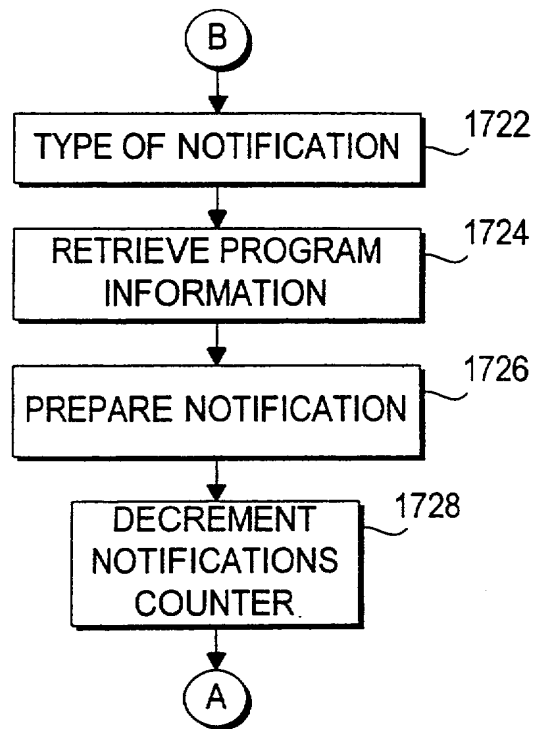 B
TYPE OF NOTIFICATION
1722
RETRIEVE PROGRAM
INFORMATION
1724
PREPARE NOTIFICATION
1726
DECREMENT
NOTIFICATIONS
COUNTER
1728
A